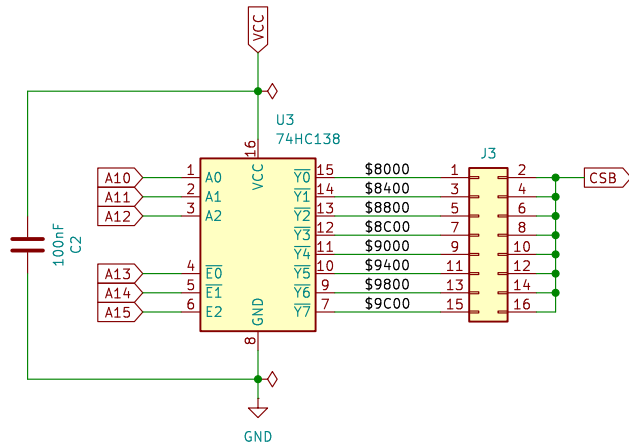 VCC
U3
74HC138
16
VCC
J3
A10 1 A0 Y0 15 $8000 1 2 CSB
A11 2 A1 Y1 14 $8400 3 4
A12 3 A2 Y2 13 $8800 5 6
Y3 12 $8C00 7 8
Y4 11 $9000 9 10
A13 4 E0 Y5 10 $9400 11 12
A14 5 E1 Y6 9 $9800 13 14
A15 6 E2 Y7 7 $9C00 15 16
100nF
C2
GND
8
GND